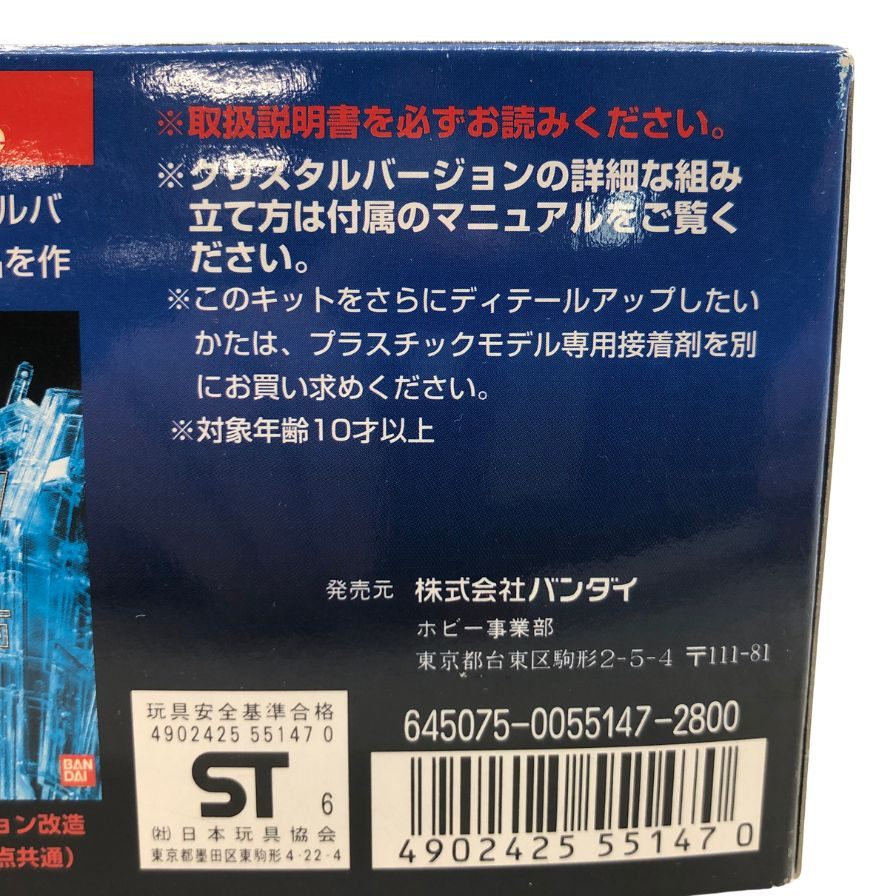 e
ルバ
を作
※取扱説明書を必ずお読みください。
※クリスタルバージョンの詳細な組み
立て方は付属のマニュアルをご覧く
ださい。
※このキットをさらにディテールアップしたい
かたは、プラスチックモデル専用接着剤を別
にお買い求めください。
※対象年齢10才以上
発売元 株式会社バンダイ
ホビー事業部
東京都台東区駒形2-5-4 〒111-81
BAN
DAI
ョン改造
点共通）
玩具安全基準合格
4902425 55147 0
ST 6
㈳日本玩具協会
東京都墨田区東駒形4-22-4
645075-0055147-2800
4902425 551470